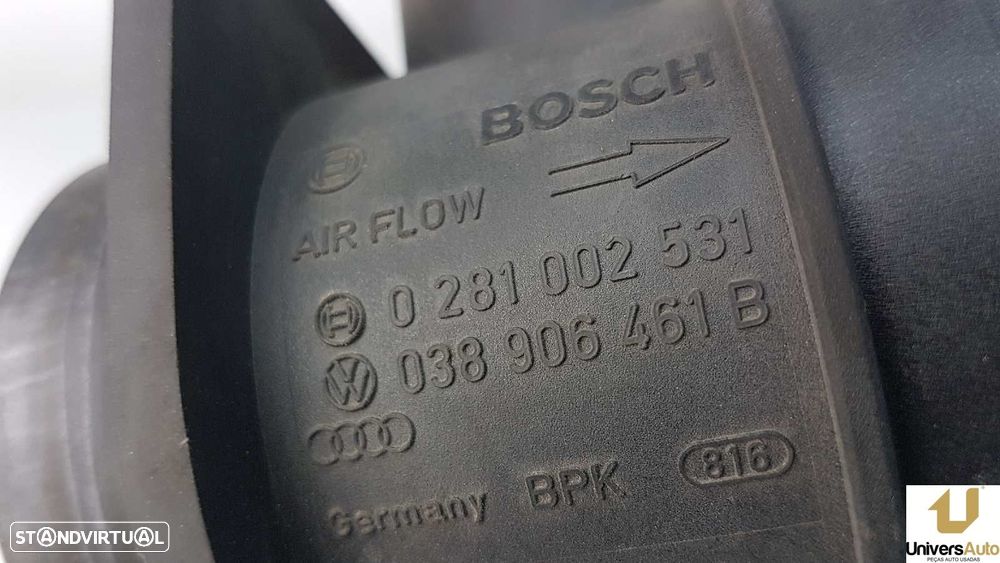 BOSCH
AIR FLOW
0 281 002 531
038 906 461 B
Germany BPK 816
STANDVIRTUAL
UniversAuto
PEÇAS AUTO USADAS